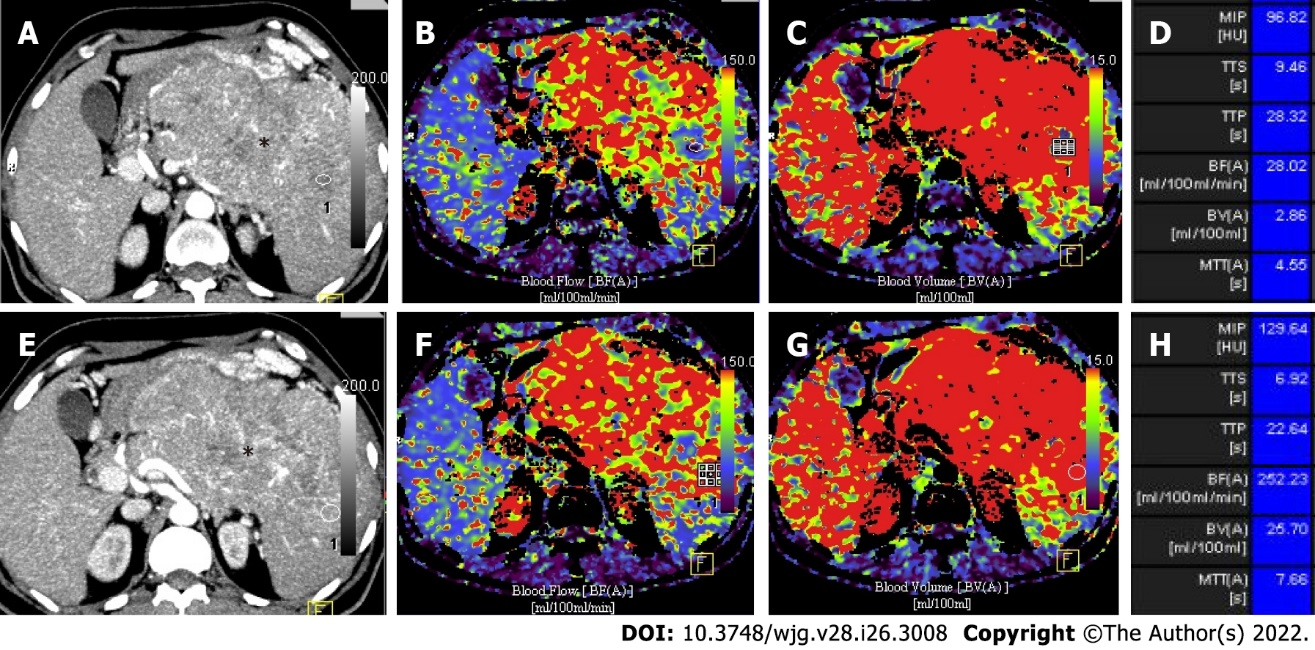 A
200.0
*
1
B
R
150.0
1
F
Blood Flow [ BF(A) ]
[ml/100ml/min]
C
R
15.0
1
F
Blood Volume [ BV(A) ]
[ml/100ml]
D
MIP 96.82
[HU]
TTS 9.46
[s]
TTP 28.32
[s]
BF(A) 28.02
[ml/100ml/min]
BV(A) 2.86
[ml/100ml]
MTT(A) 4.55
[s]
E
200.0
*
1
F
150.0
F
Blood Flow [ BF(A) ]
[ml/100ml/min]
G
15.0
1
F
Blood Volume [ BV(A) ]
[ml/100ml]
H
MIP 129.64
[HU]
TTS 6.92
[s]
TTP 22.64
[s]
BF(A) 252.23
[ml/100ml/min]
BV(A) 25.70
[ml/100ml]
MTT(A) 7.66
[s]
DOI: 10.3748/wjg.v28.i26.3008 Copyright ©The Author(s) 2022.